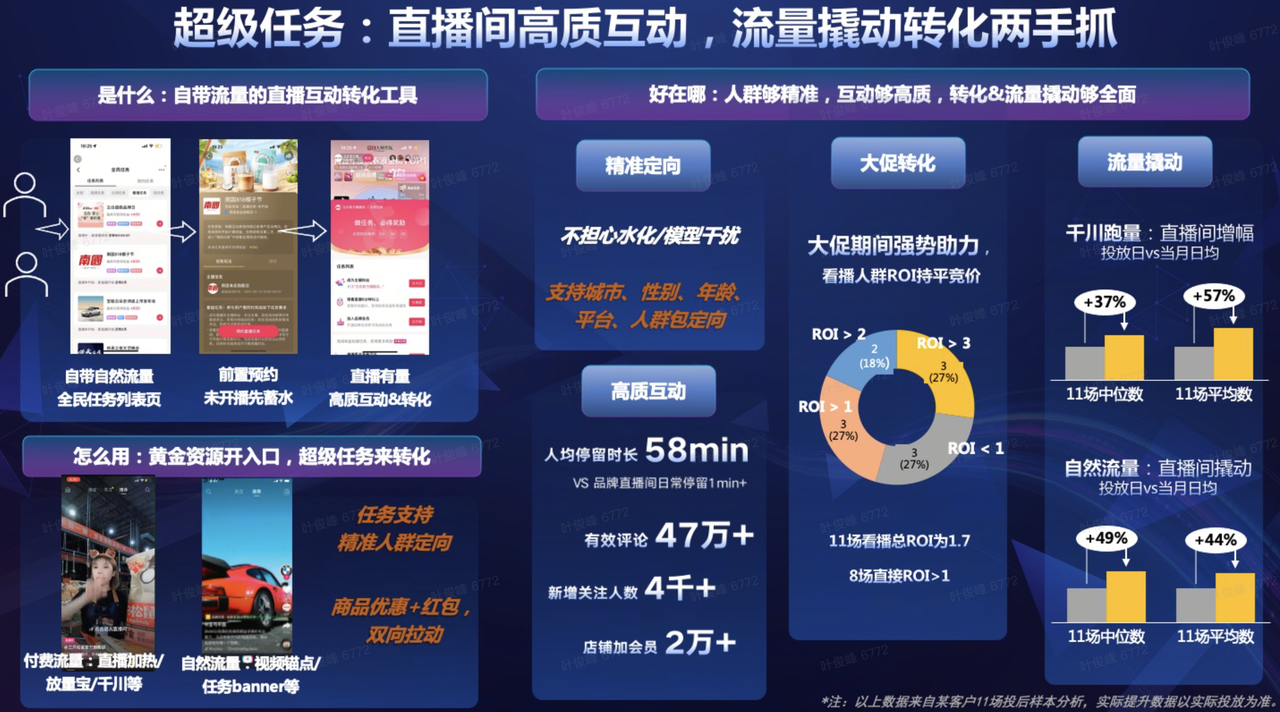 超级任务：直播间高质互动，流量撬动转化两手抓
是什么：自带流量的直播互动转化工具
自带自然流量
全民任务列表页
前置预约
未开播先蓄水
直播有量
高质互动&转化
怎么用：黄金资源开入口，超级任务来转化
付费流量：直播加热/
放量宝/千川等
自然流量：视频锚点/
任务banner等
任务支持
精准人群定向
商品优惠+红包，
双向拉动
好在哪：人群够精准，互动够高质，转化&流量撬动够全面
精准定向
不担心水化/模型干扰
支持城市、性别、年龄、
平台、人群包定向
高质互动
人均停留时长 58min
VS 品牌直播间日常停留1min+
有效评论 47万+
新增关注人数 4千+
店铺加会员 2万+
大促转化
大促期间强势助力，
看播人群ROI持平竞价
ROI > 2
2
(18%)
ROI > 3
3
(27%)
ROI > 1
3
(27%)
ROI < 1
3
(27%)
11场看播总ROI为1.7
8场直接ROI>1
流量撬动
千川跑量：直播间增幅
投放日vs当月日均
+37%
+57%
11场中位数
11场平均数
自然流量：直播间撬动
投放日vs当月日均
+49%
+44%
11场中位数
11场平均数
*注：以上数据来自某客户11场投后样本分析，实际提升数据以实际投放为准。
叶俊峰 6772